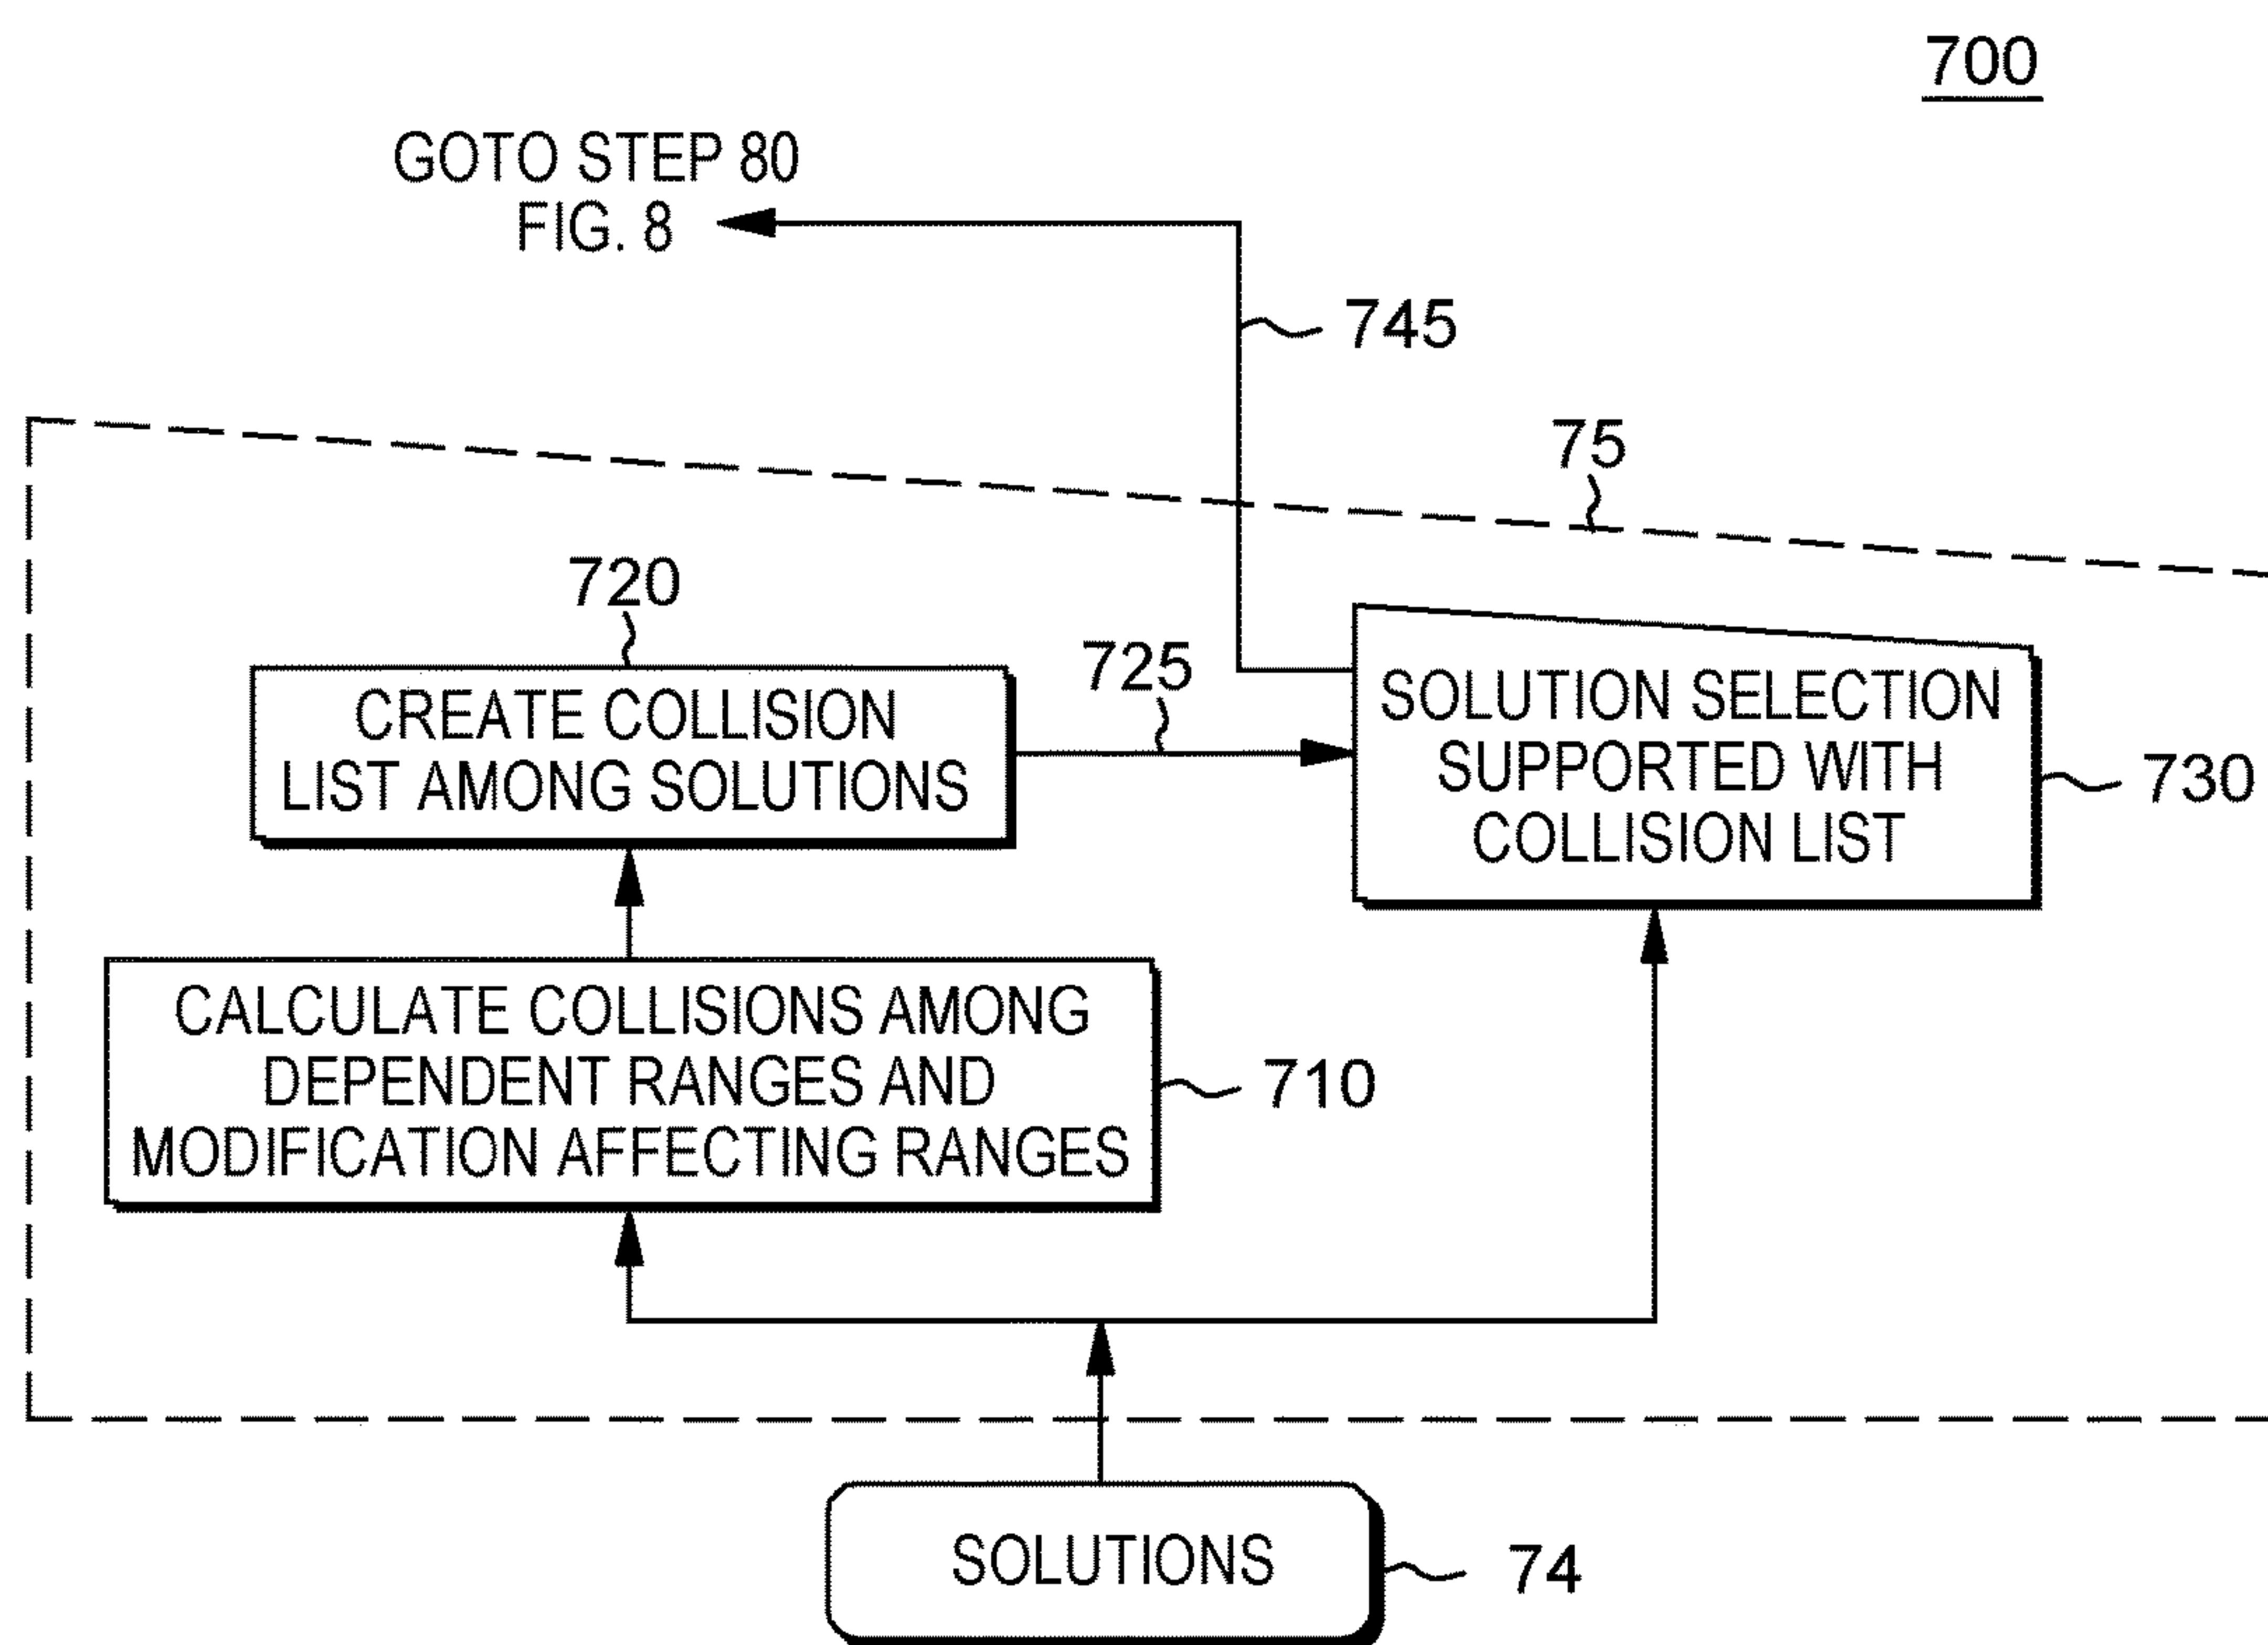 700
GOTO STEP 80
FIG. 8
745
75
720
725
CREATE COLLISION
LIST AMONG SOLUTIONS
SOLUTION SELECTION
SUPPORTED WITH
COLLISION LIST
730
CALCULATE COLLISIONS AMONG
DEPENDENT RANGES AND
MODIFICATION AFFECTING RANGES
710
SOLUTIONS
74